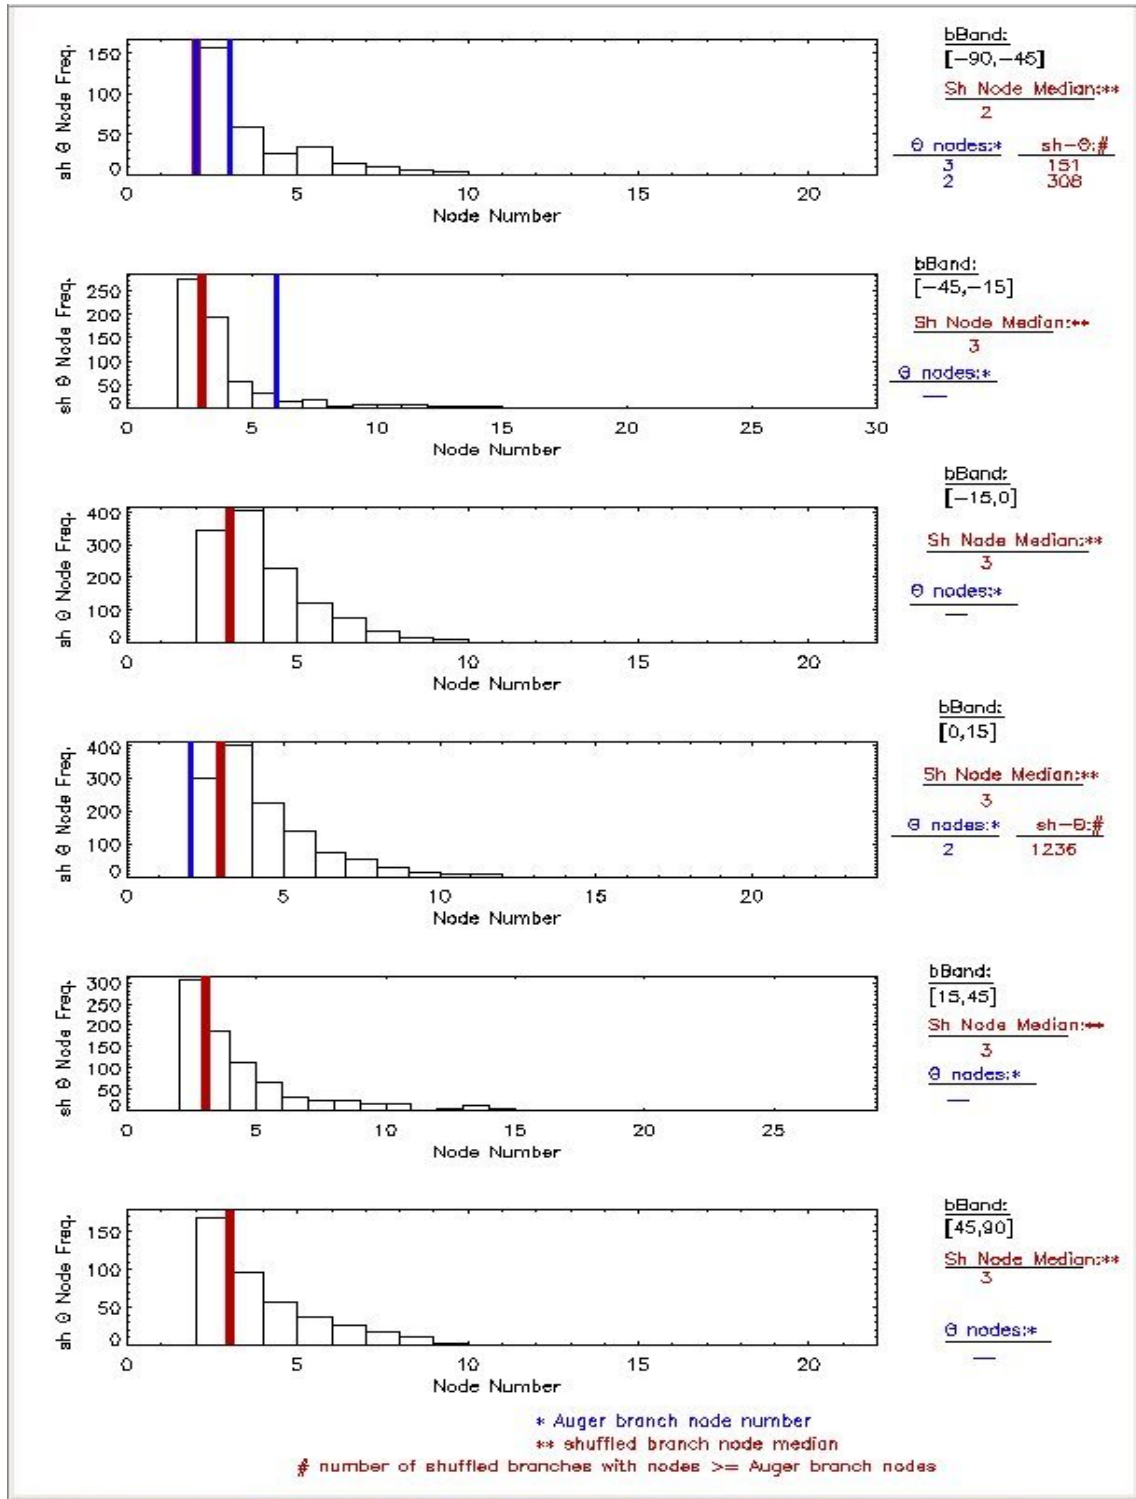 bBand:
[−90,−45]
Sh Node Median:**
2
Θ nodes:* sh−Θ:#
3 151
2 308
sh Θ Node Freq.
150
100
50
0
0 5 10 15 20
Node Number
bBand:
[−45,−15]
Sh Node Median:**
3
Θ nodes:*
—
sh Θ Node Freq.
250
200
150
100
50
0
0 5 10 15 20 25 30
Node Number
bBand:
[−15,0]
Sh Node Median:**
3
Θ nodes:*
—
sh Θ Node Freq.
400
300
200
100
0
0 5 10 15 20
Node Number
bBand:
[0,15]
Sh Node Median:**
3
Θ nodes:* sh−Θ:#
2 1236
sh Θ Node Freq.
400
300
200
100
0
0 5 10 15 20
Node Number
bBand:
[15,45]
Sh Node Median:**
3
Θ nodes:*
—
sh Θ Node Freq.
300
250
200
150
100
50
0
0 5 10 15 20 25
Node Number
bBand:
[45,90]
Sh Node Median:**
3
Θ nodes:*
—
sh Θ Node Freq.
150
100
50
0
0 5 10 15 20
Node Number
* Auger branch node number
** shuffled branch node median
# number of shuffled branches with nodes >= Auger branch nodes